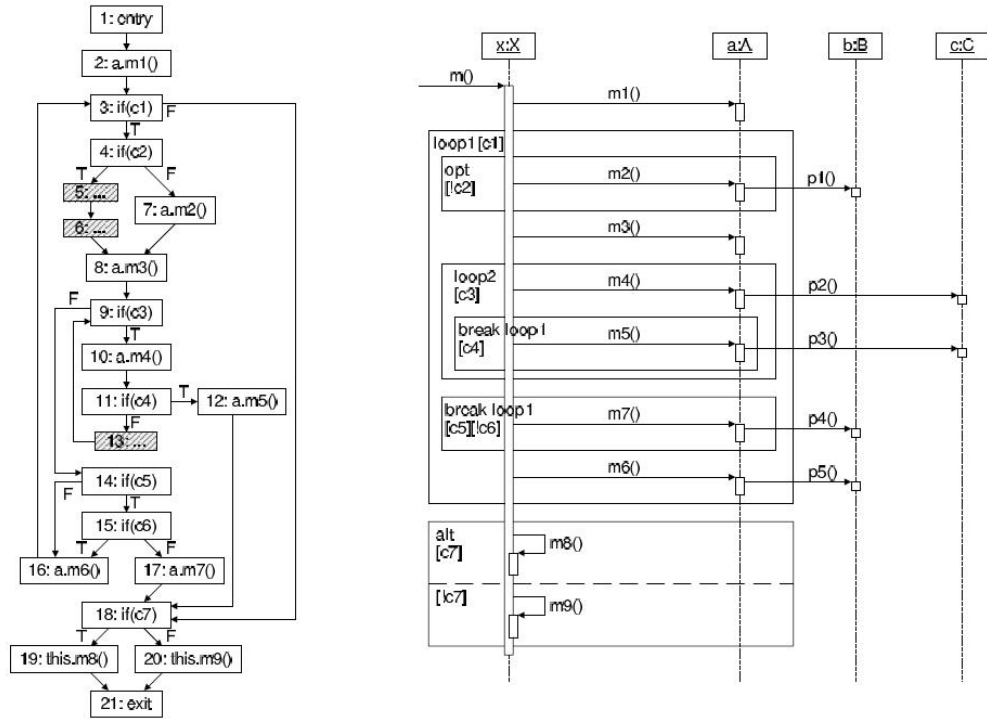 1: entry
2: a.m1()
3: if(c1)
F
T
4: if(c2)
T
F
5: ...
7: a.m2()
6: ...
8: a.m3()
F
9: if(c3)
T
10: a.m4()
11: if(c4)
T
12: a.m5()
F
13: ...
14: if(c5)
F
T
15: if(c6)
T
F
16: a.m6()
17: a.m7()
18: if(c7)
T
F
19: this.m8()
20: this.m9()
21: exit
x:X
a:A
b:B
c:C
m()
m1()
loop1 [c1]
opt
[!c2]
m2()
p1()
m3()
loop2
[c3]
m4()
p2()
break loop1
[c4]
m5()
p3()
break loop1
[c5][!c6]
m7()
p4()
m6()
p5()
alt
[c7]
m8()
[!c7]
m9()